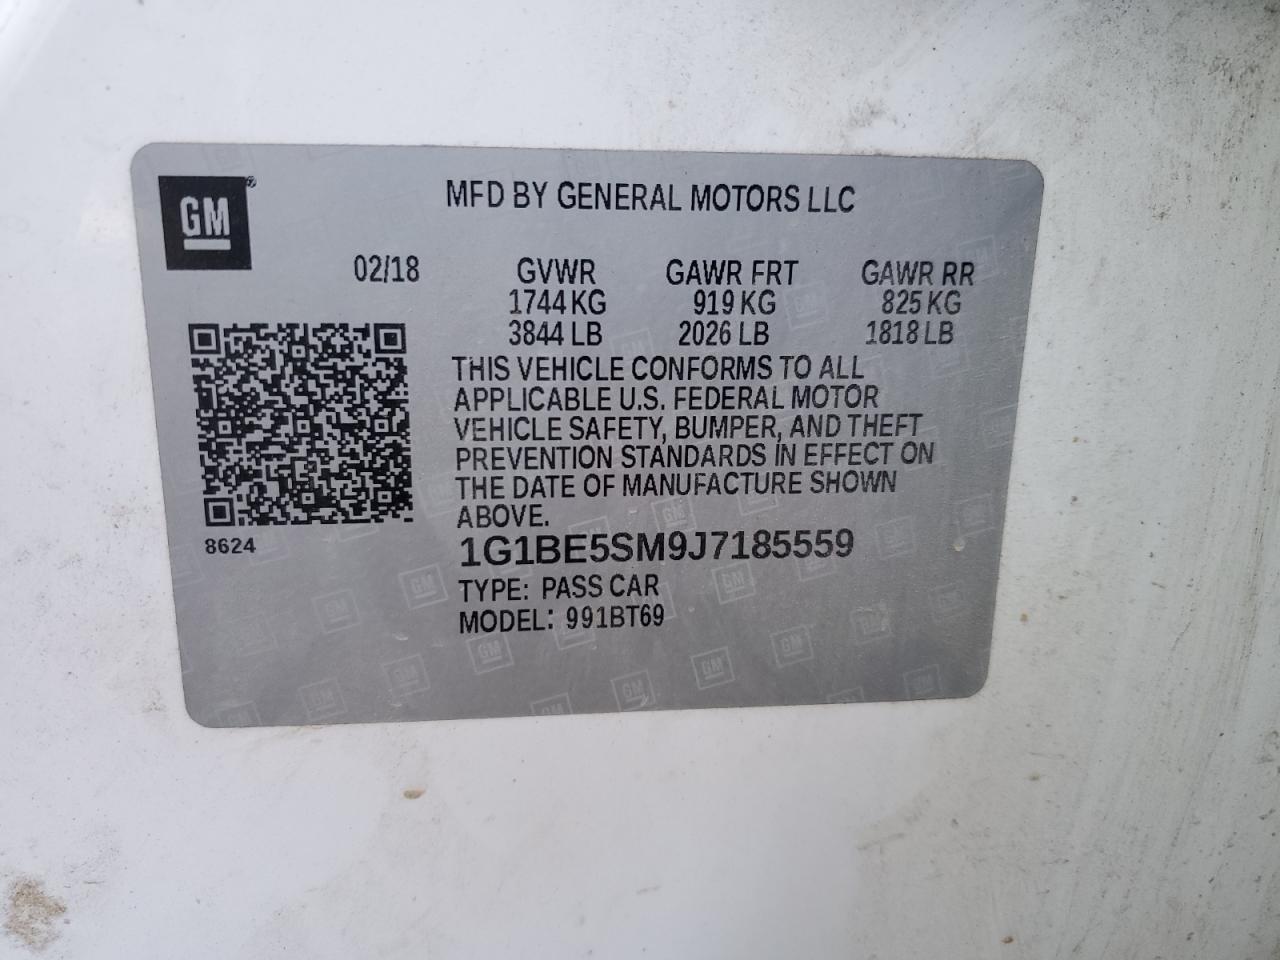 GM
MFD BY GENERAL MOTORS LLC
02/18 GVWR GAWR FRT GAWR RR
1744 KG 919 KG 825 KG
3844 LB 2026 LB 1818 LB
THIS VEHICLE CONFORMS TO ALL
APPLICABLE U.S. FEDERAL MOTOR
VEHICLE SAFETY, BUMPER, AND THEFT
PREVENTION STANDARDS IN EFFECT ON
THE DATE OF MANUFACTURE SHOWN
ABOVE.
8624
1G1BE5SM9J7185559
TYPE: PASS CAR
MODEL: 991BT69